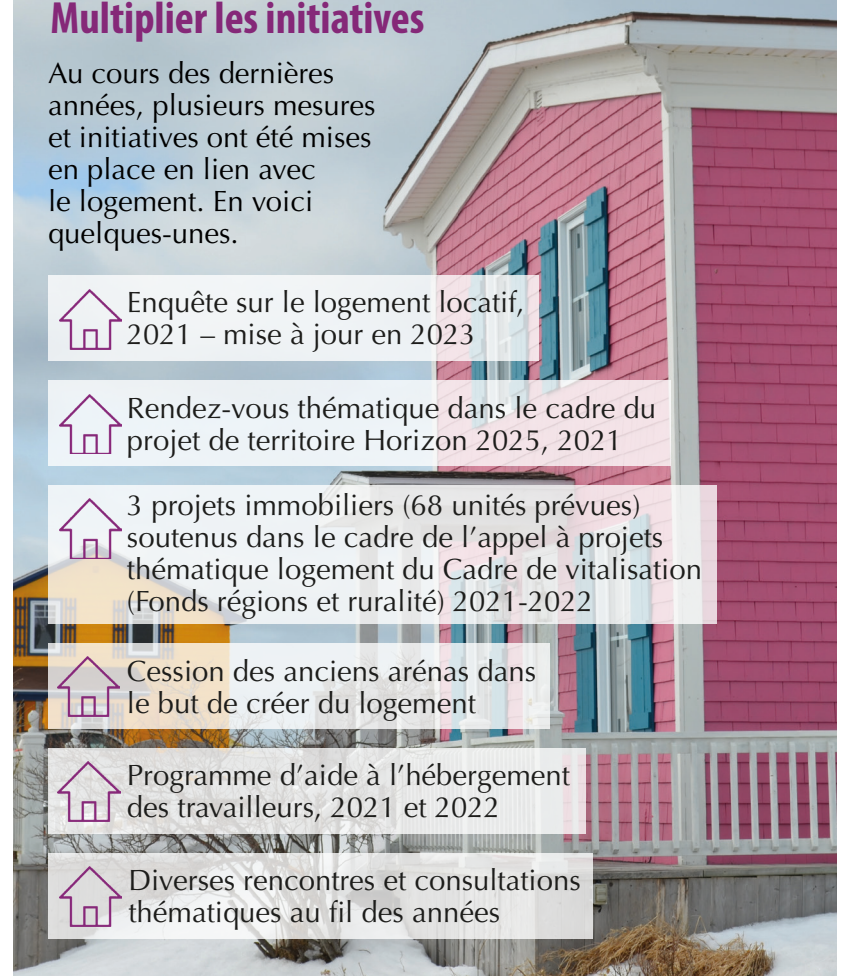 Multiplier les initiatives
Au cours des dernières
années, plusieurs mesures
et initiatives ont été mises
en place en lien avec
le logement. En voici
quelques-unes.
Enquête sur le logement locatif,
2021 – mise à jour en 2023
Rendez-vous thématique dans le cadre du
projet de territoire Horizon 2025, 2021
3 projets immobiliers (68 unités prévues)
soutenus dans le cadre de l’appel à projets
thématique logement du Cadre de vitalisation
(Fonds régions et ruralité) 2021-2022
Cession des anciens arénas dans
le but de créer du logement
Programme d’aide à l’hébergement
des travailleurs, 2021 et 2022
Diverses rencontres et consultations
thématiques au fil des années